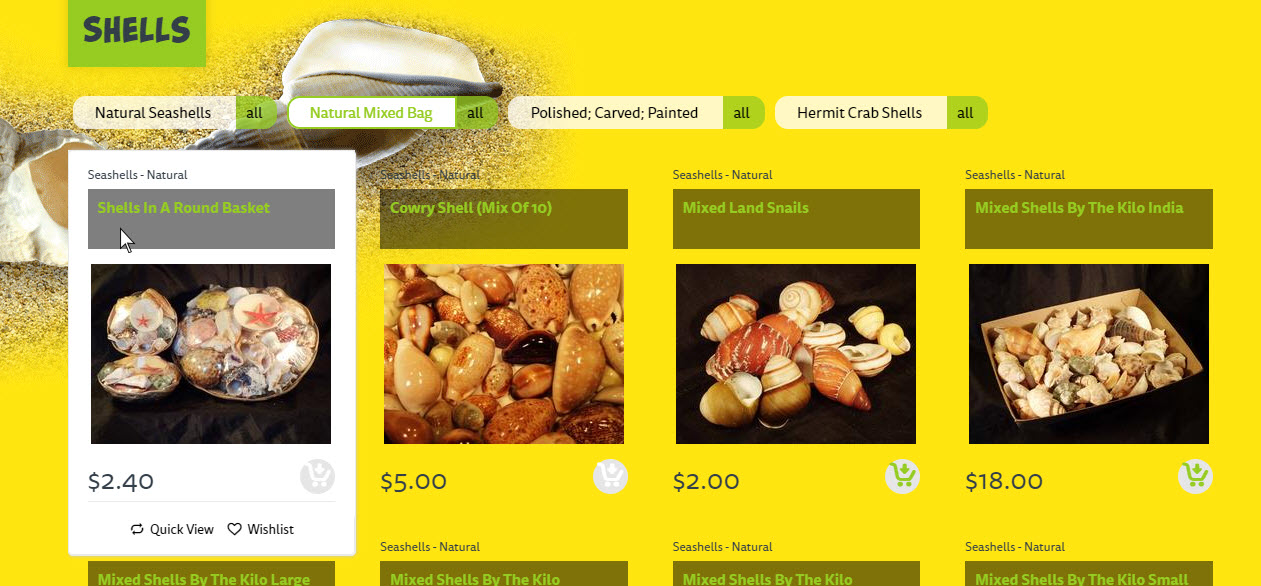 SHELLS
Natural Seashells all Natural Mixed Bag all Polished; Carved; Painted all Hermit Crab Shells all
Seashells - Natural
Shells In A Round Basket
$2.40
Quick View Wishlist
Seashells - Natural
Cowry Shell (Mix Of 10)
$5.00
Seashells - Natural
Mixed Land Snails
$2.00
Seashells - Natural
Mixed Shells By The Kilo India
$18.00
Mixed Shells By The Kilo Large
Seashells - Natural
Mixed Shells By The Kilo
Seashells - Natural
Mixed Shells By The Kilo
Seashells - Natural
Mixed Shells By The Kilo Small